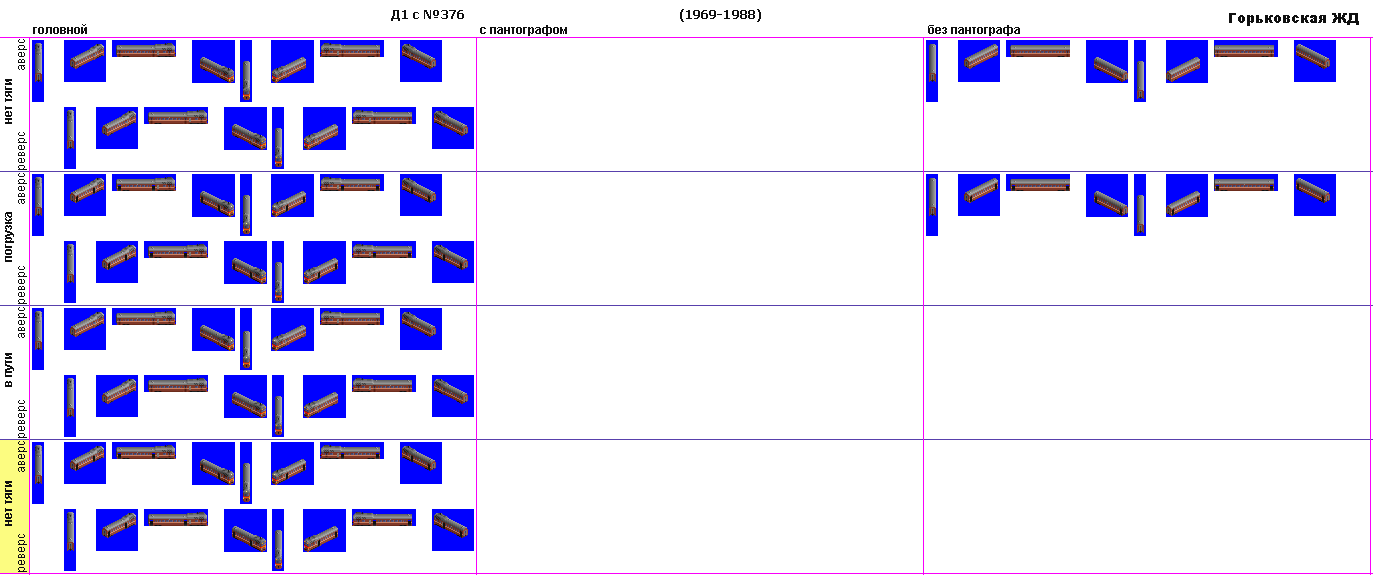 Д1 с №376
(1969-1988)
Горьковская ЖД
головной
с пантографом
без пантографа
нет тяги
аверс
реверс
погрузка
аверс
реверс
в пути
аверс
реверс
нет тяги
аверс
реверс